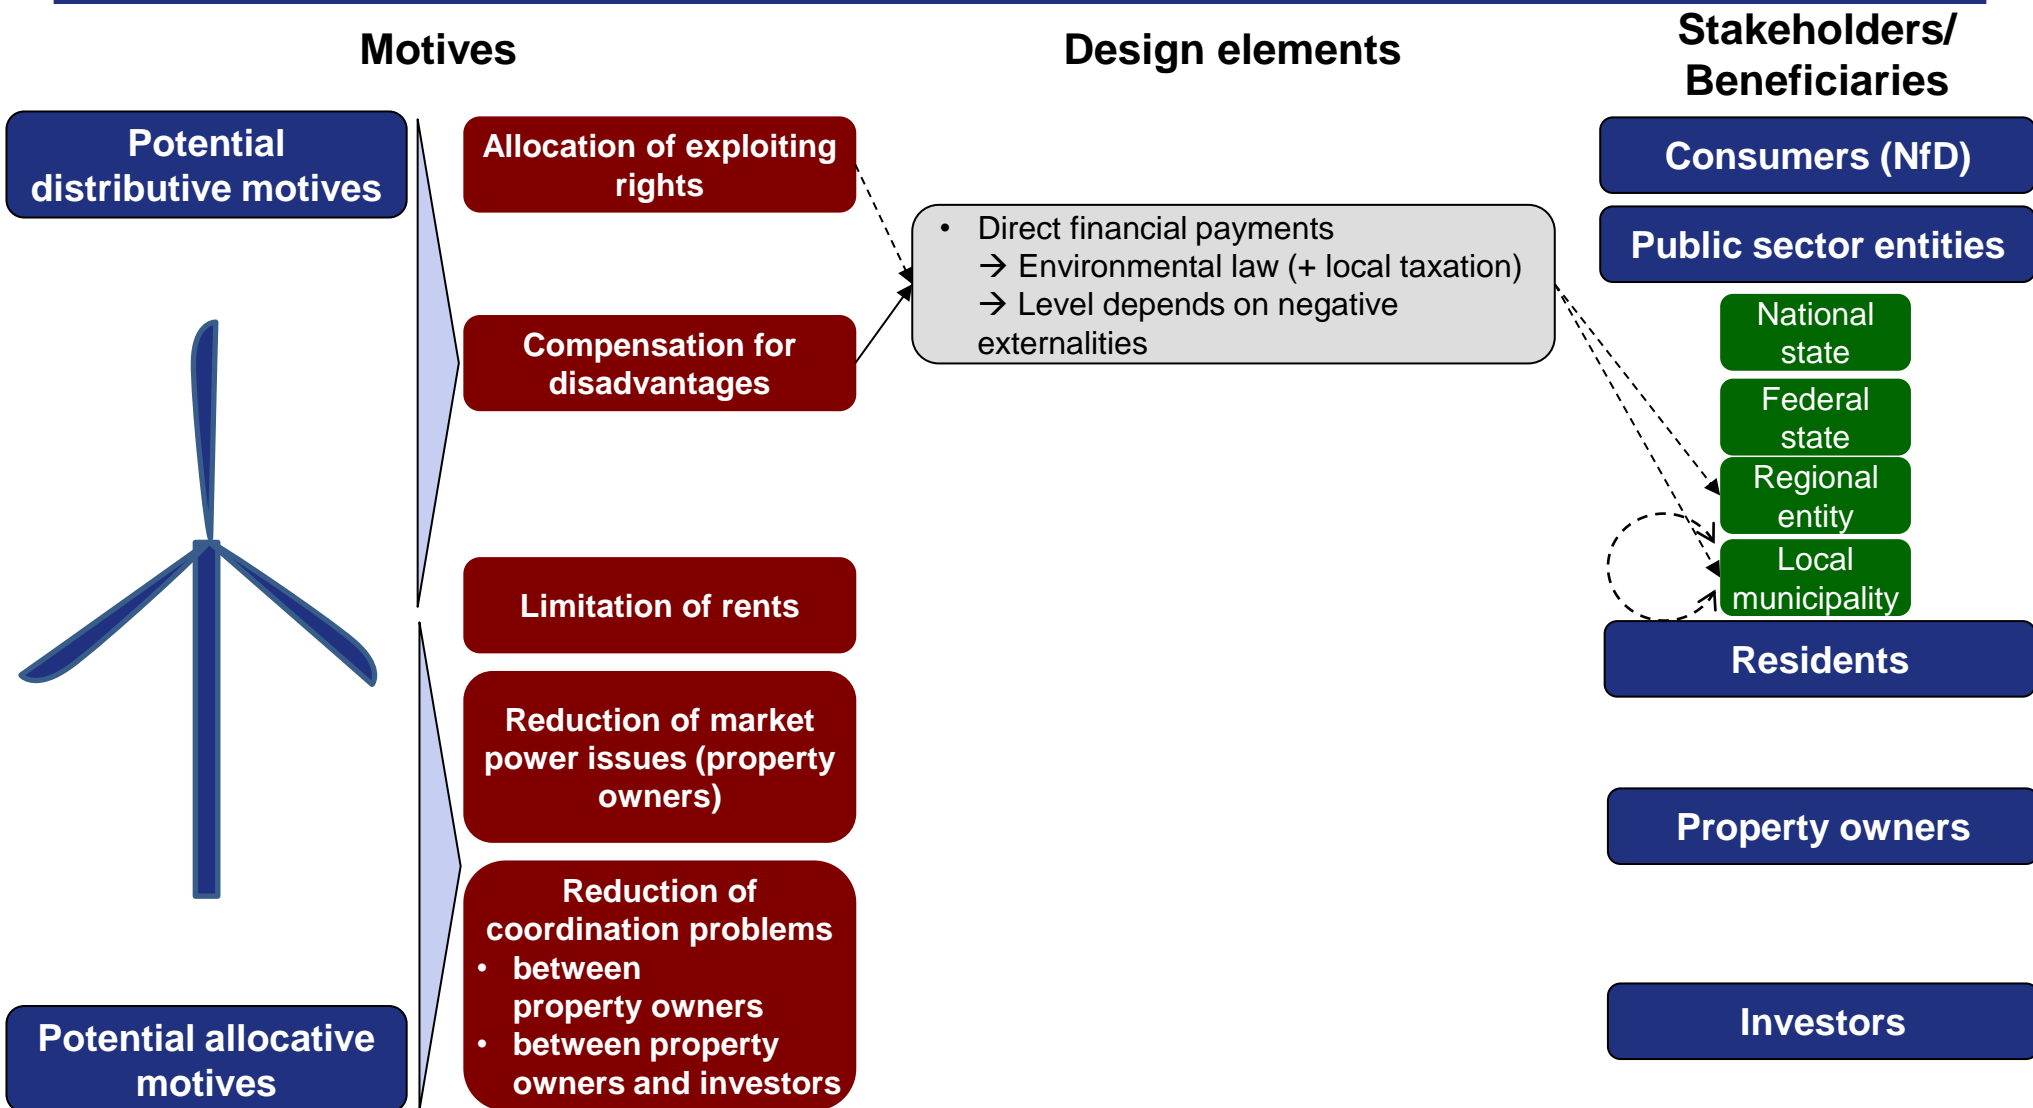 Motives
Design elements
Stakeholders/
Beneficiaries
Potential
distributive motives
Potential allocative
motives
Allocation of exploiting
rights
Compensation for
disadvantages
Limitation of rents
Reduction of market
power issues (property
owners)
Reduction of
coordination problems
• between
property owners
• between property
owners and investors
• Direct financial payments
→ Environmental law (+ local taxation)
→ Level depends on negative
externalities
Consumers (NfD)
Public sector entities
National
state
Federal
state
Regional
entity
Local
municipality
Residents
Property owners
Investors